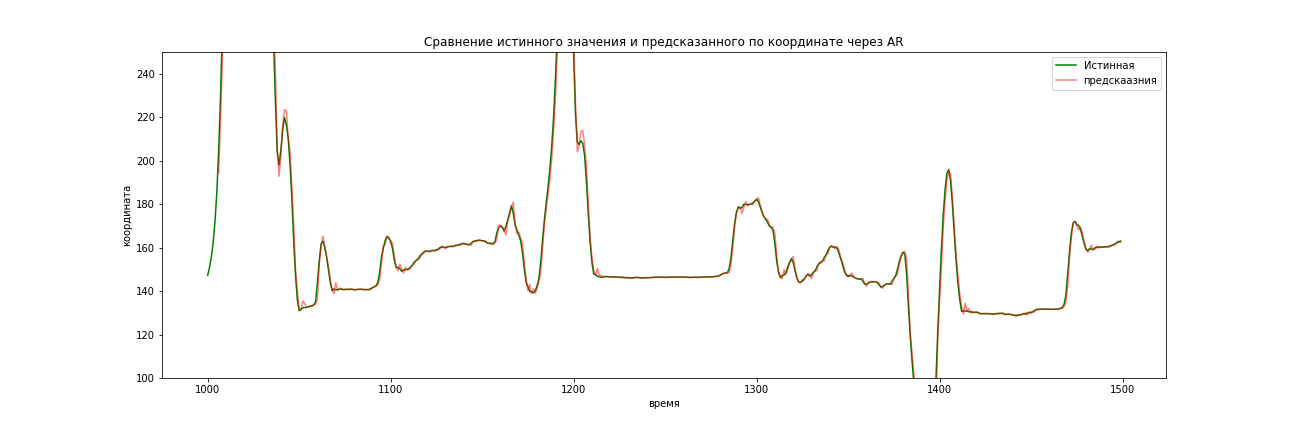 Сравнение истинного значения и предсказанного по координате через AR
Истинная
предскаазния
240
220
200
180
160
140
120
100
координата
1000
1100
1200
1300
1400
1500
время